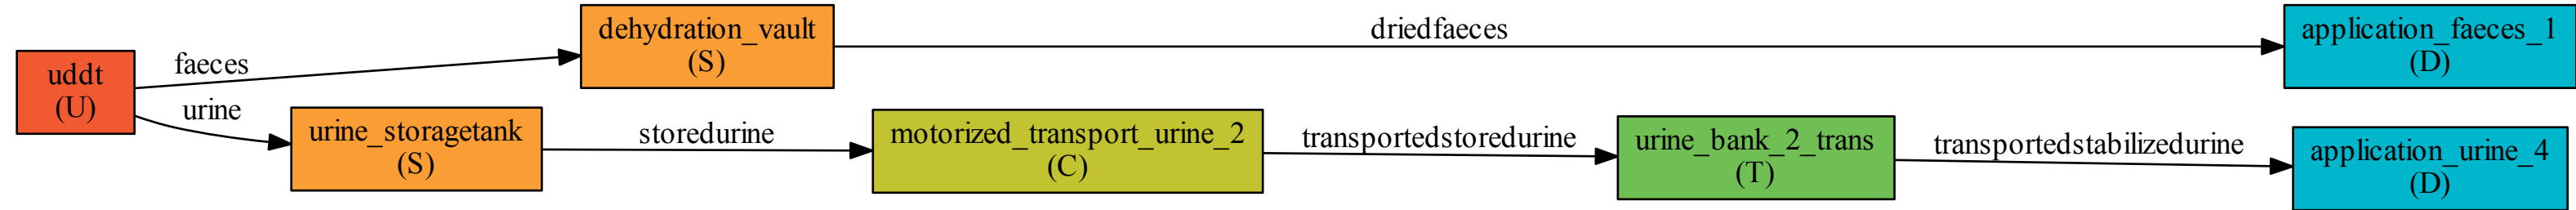 uddt
(U)
faeces
urine
dehydration_vault
(S)
driedfaeces
application_faeces_1
(D)
urine_storagetank
(S)
storedurine
motorized_transport_urine_2
(C)
transportedstoredurine
urine_bank_2_trans
(T)
transportedstabilizedurine
application_urine_4
(D)